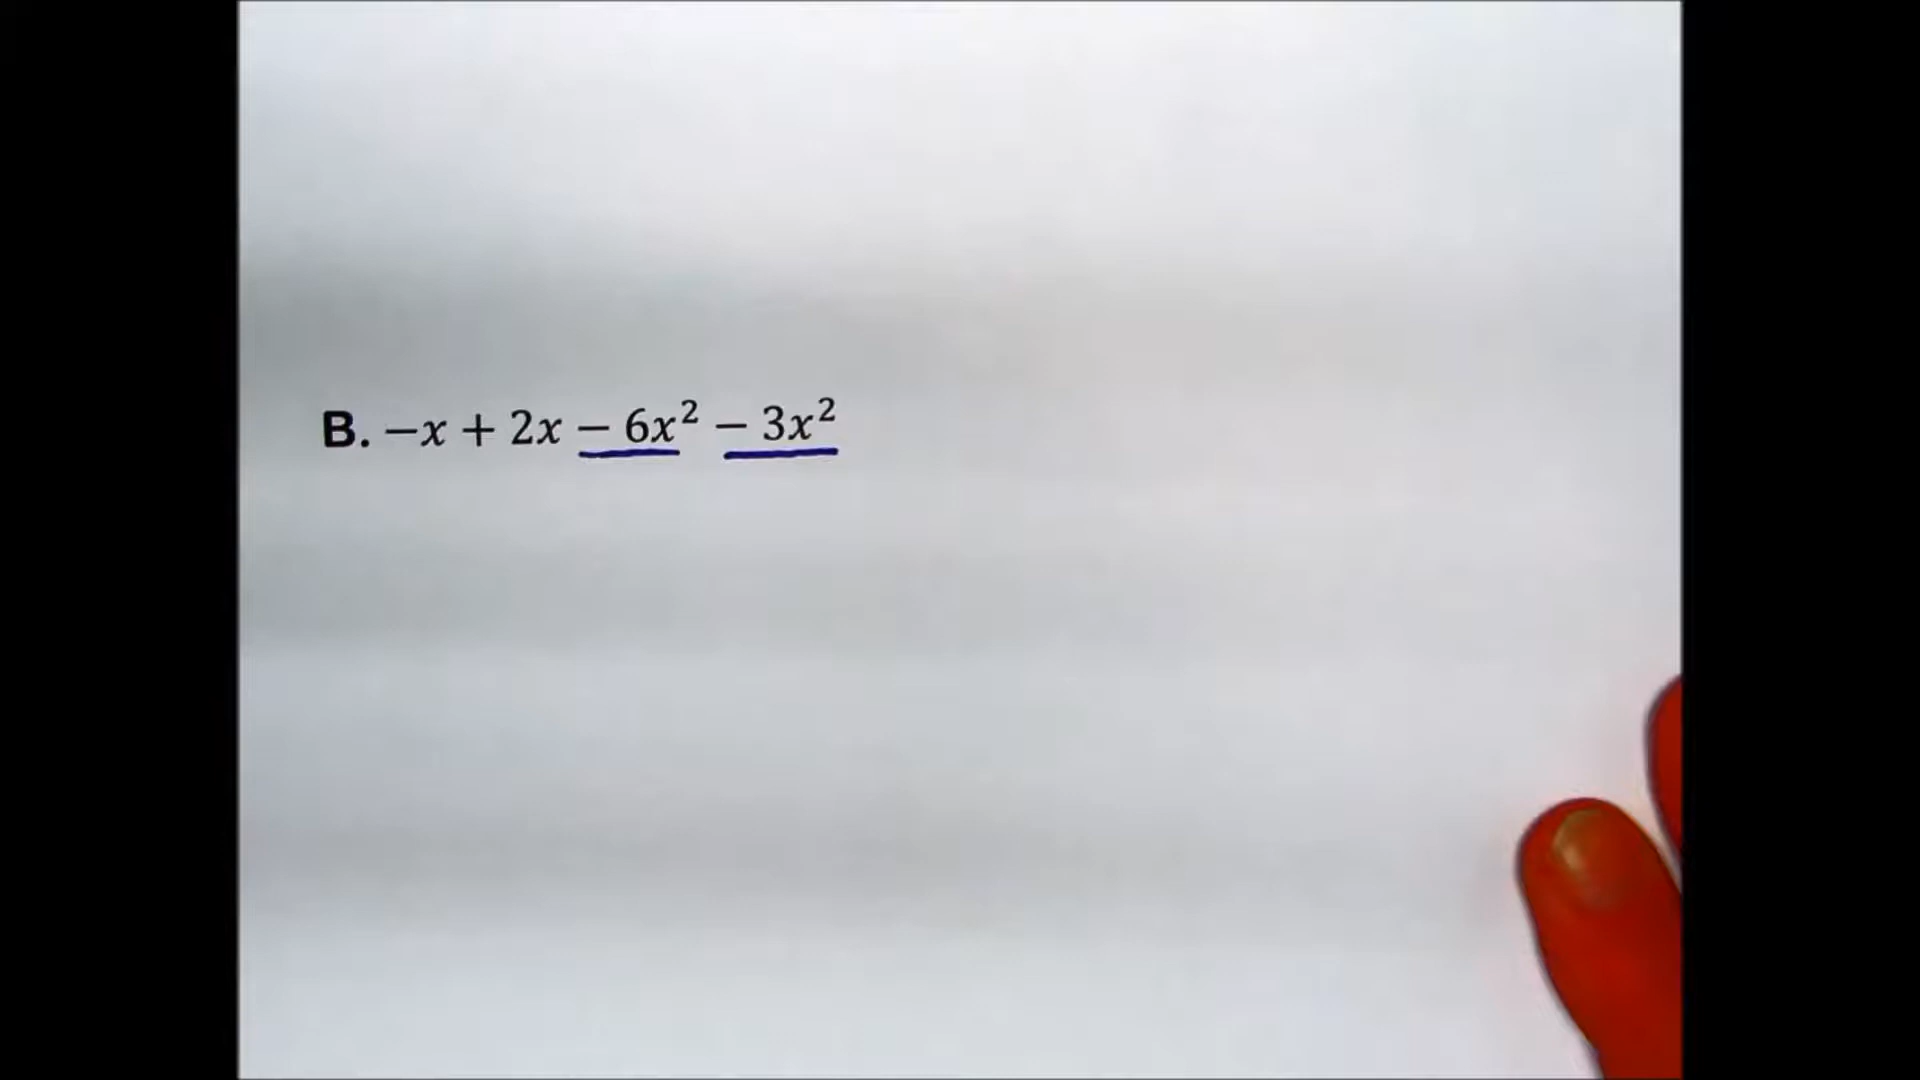 B. −x + 2x − 6x² − 3x²